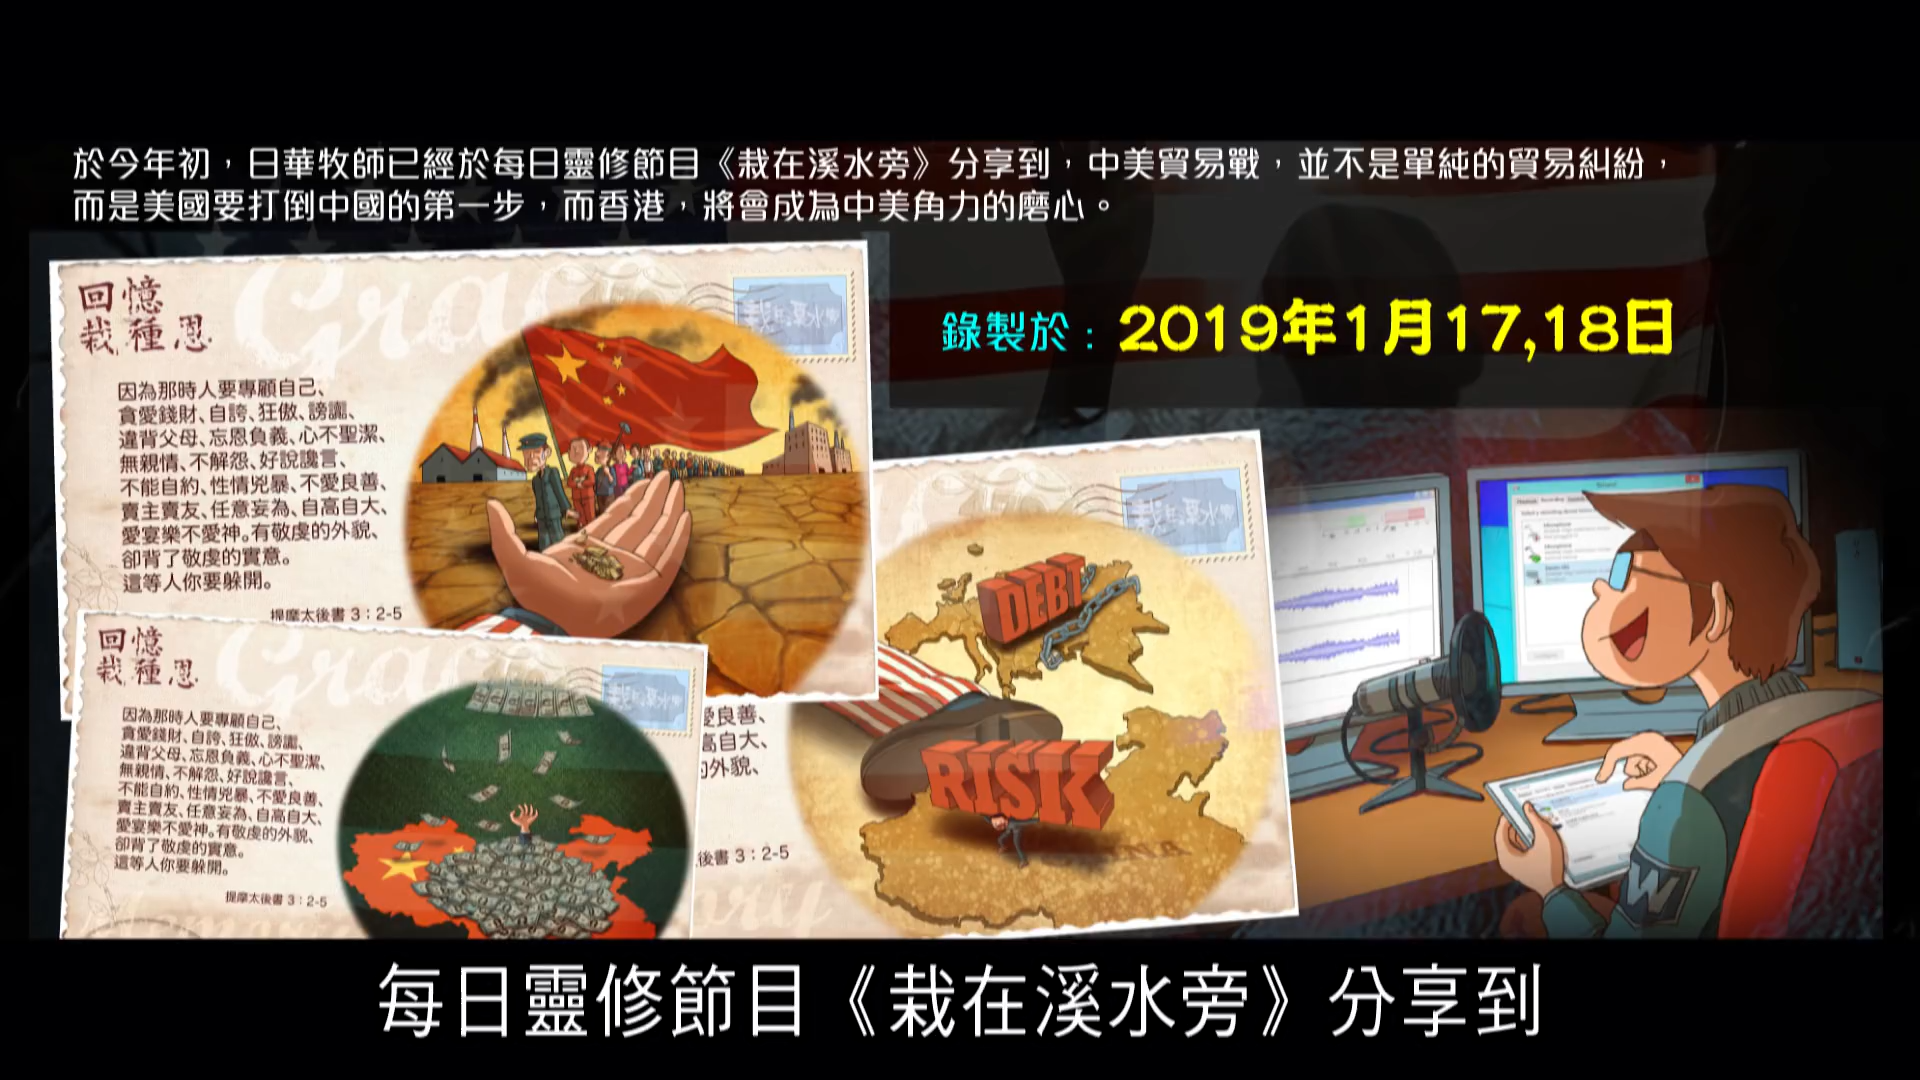 於今年初，日華牧師已經於每日靈修節目《栽在溪水旁》分享到，中美貿易戰，並不是單純的貿易糾紛，
而是美國要打倒中國的第一步，而香港，將會成為中美角力的磨心。
錄製於：2019年1月17,18日
回憶
栽種恩
因為那時人要專顧自己、
貪愛錢財、自誇、狂傲、謗讟、
違背父母、忘恩負義、心不聖潔、
無親情、不解怨、好說讒言、
不能自約、性情兇暴、不愛良善、
賣主賣友、任意妄為、自高自大、
愛宴樂不愛神。有敬虔的外貌、
卻背了敬虔的實意。
這等人你要躲開。
提摩太後書 3：2-5
Grace
回憶
栽種恩
因為那時人要專顧自己、
貪愛錢財、自誇、狂傲、謗讟、
違背父母、忘恩負義、心不聖潔、
無親情、不解怨、好說讒言、
不能自約、性情兇暴、不愛良善、
賣主賣友、任意妄為、自高自大、
愛宴樂不愛神。有敬虔的外貌、
卻背了敬虔的實意。
這等人你要躲開。
提摩太後書 3：2-5
Grace
愛良善、
高自大、
的外貌、
後書 3：2-5
DEBT
RISK
W
每日靈修節目《栽在溪水旁》分享到